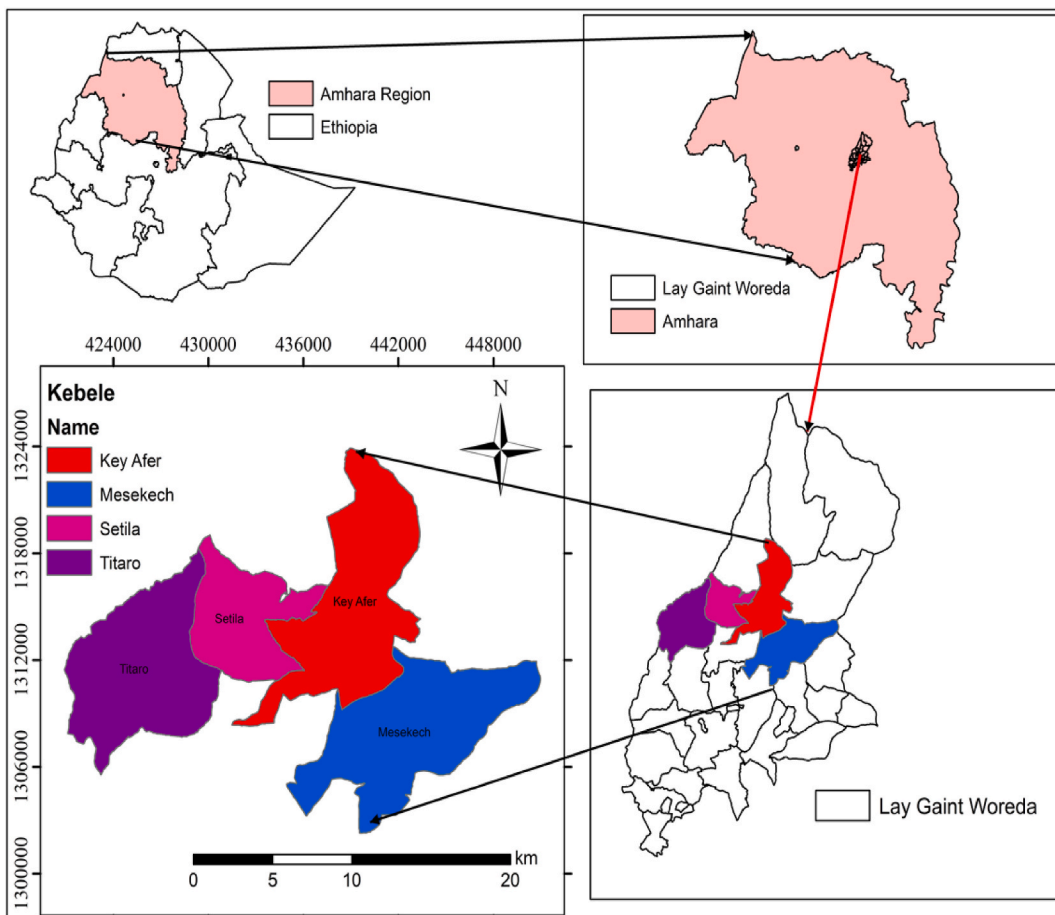 Amhara Region
Ethiopia
Lay Gaint Woreda
Amhara
424000 430000 436000 442000 448000
1324000
1318000
1312000
1306000
1300000
Kebele
Name
Key Afer
Mesekech
Setila
Titaro
N
Key Afer
Setila
Titaro
Mesekech
km
0 5 10 20
Lay Gaint Woreda